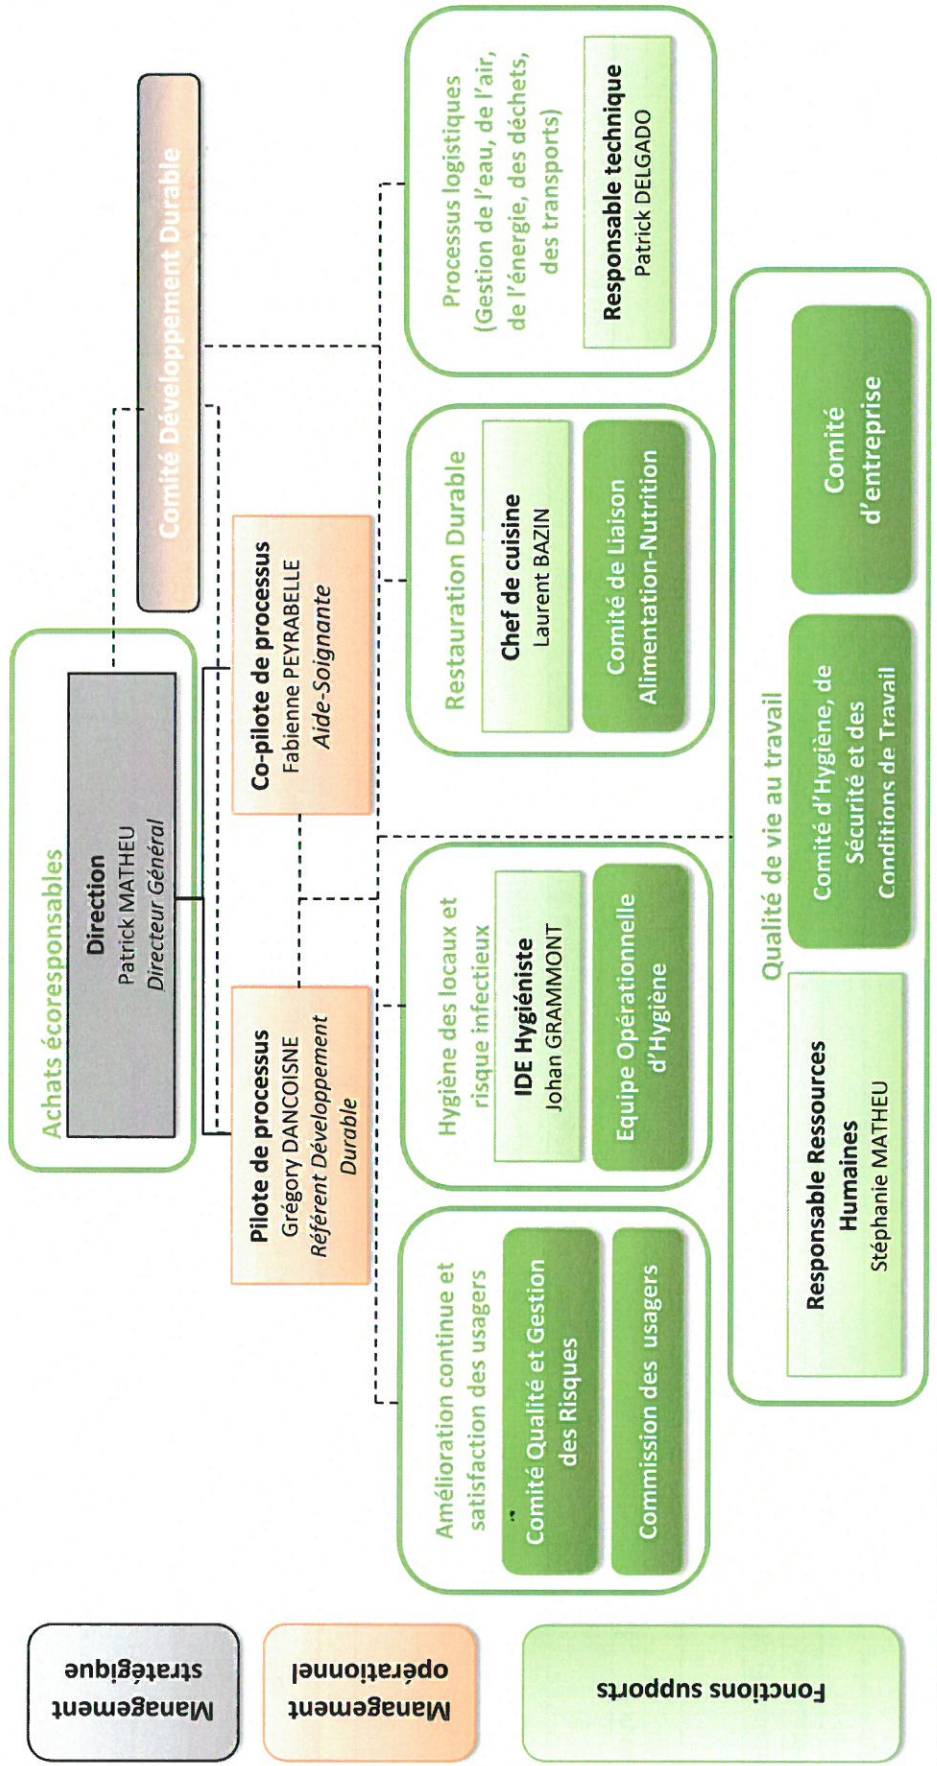 Management
stratégique
Management
opérationnel
Fonctions supports
Achats écoresponsables
Direction
Patrick MATHEU
Directeur Général
Comité Développement Durable
Pilote de processus
Grégory DANCOISNE
Référent Développement
Durable
Co-pilote de processus
Fabienne PEYRABELLE
Aide-Soignante
Amélioration continue et
satisfaction des usagers
Comité Qualité et Gestion
des Risques
Commission des usagers
Hygiène des locaux et
risque infectieux
IDE Hygiéniste
Johan GRAMMONT
Equipe Opérationnelle
d'Hygiène
Restauration Durable
Chef de cuisine
Laurent BAZIN
Comité de Liaison
Alimentation-Nutrition
Processus logistiques
(Gestion de l'eau, de l'air,
de l'énergie, des déchets,
des transports)
Responsable technique
Patrick DELGADO
Qualité de vie au travail
Responsable Ressources
Humaines
Stéphanie MATHEU
Comité d'Hygiène, de
Sécurité et des
Conditions de Travail
Comité
d'entreprise